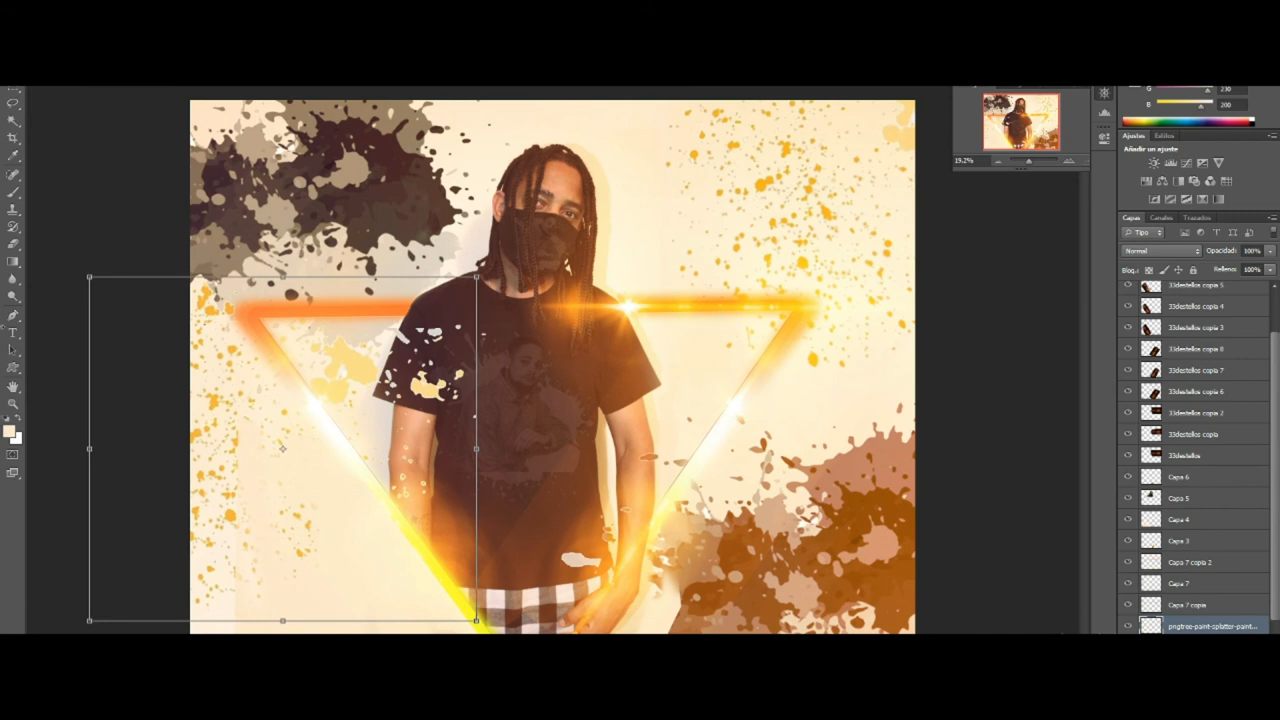 G 230
B 200
Ajustes Estilos
Añadir un ajuste
19.2%
Capas Canales Trazados
Tipo
Normal Opacidad: 100%
Bloq.: Relleno: 100%
33destellos copia 5
33destellos copia 4
33destellos copia 3
33destellos copia 8
33destellos copia 7
33destellos copia 6
33destellos copia 2
33destellos copia
33destellos
Capa 6
Capa 5
Capa 4
Capa 3
Capa 7 copia 2
Capa 7
Capa 7 copia
pngtree-paint-splatter-paint...